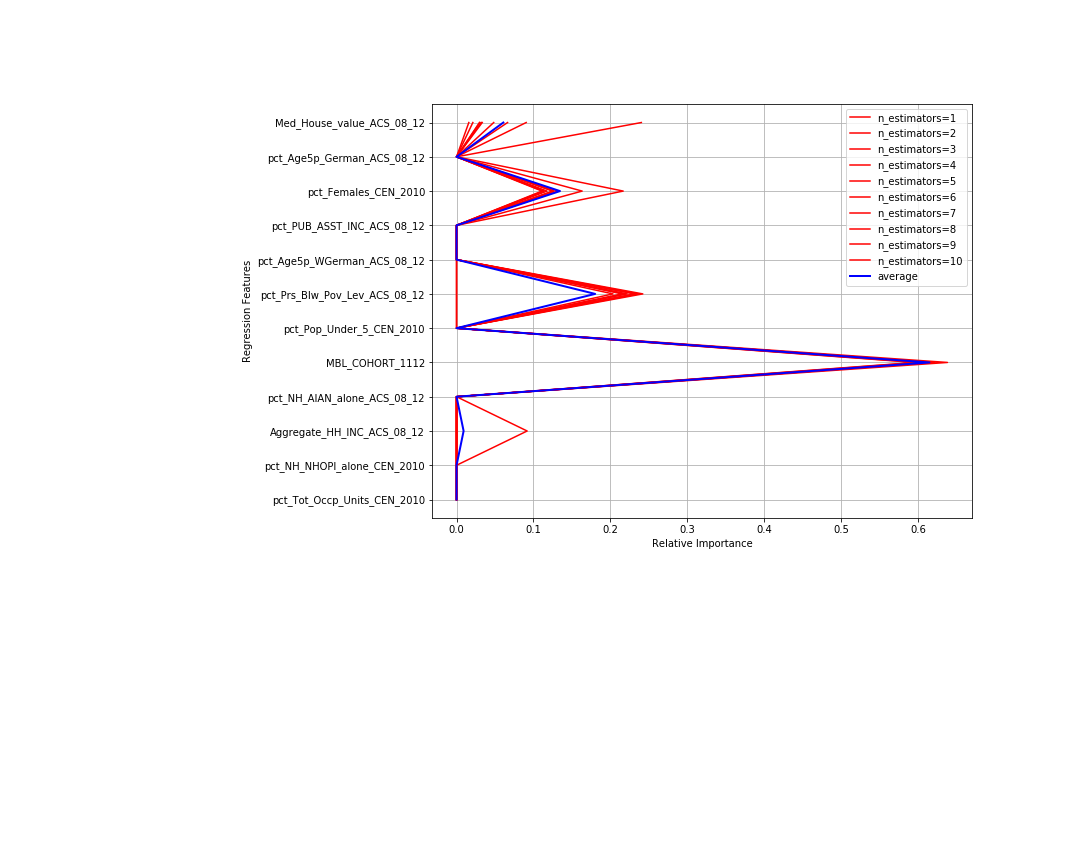 Med_House_value_ACS_08_12
pct_Age5p_German_ACS_08_12
pct_Females_CEN_2010
pct_PUB_ASST_INC_ACS_08_12
pct_Age5p_WGerman_ACS_08_12
pct_Prs_Blw_Pov_Lev_ACS_08_12
pct_Pop_Under_5_CEN_2010
MBL_COHORT_1112
pct_NH_AIAN_alone_ACS_08_12
Aggregate_HH_INC_ACS_08_12
pct_NH_NHOPI_alone_CEN_2010
pct_Tot_Occp_Units_CEN_2010
Regression Features
n_estimators=1
n_estimators=2
n_estimators=3
n_estimators=4
n_estimators=5
n_estimators=6
n_estimators=7
n_estimators=8
n_estimators=9
n_estimators=10
average
0.0 0.1 0.2 0.3 0.4 0.5 0.6
Relative Importance